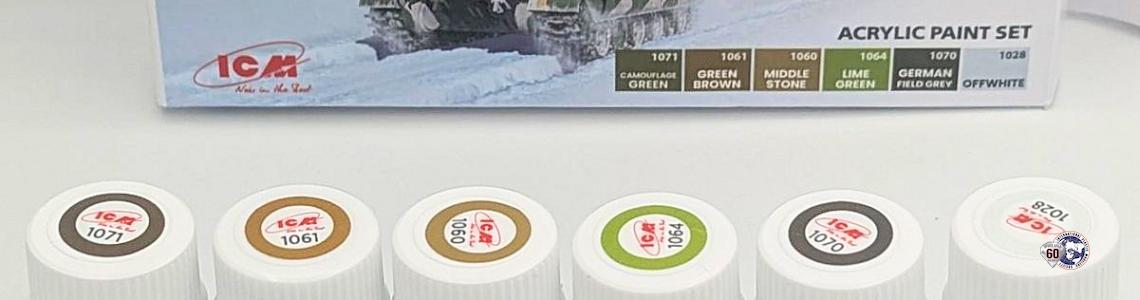 ACRYLIC PAINT SET
ICM
1071 1061 1060 1064 1070 1028
CAMOUFLAGE GREEN
GREEN BROWN
MIDDLE STONE
LIME GREEN
GERMAN FIELD GREY
OFFWHITE
ICM
1071
ICM
1061
ICM
1060
ICM
1064
ICM
1070
ICM
1028
60